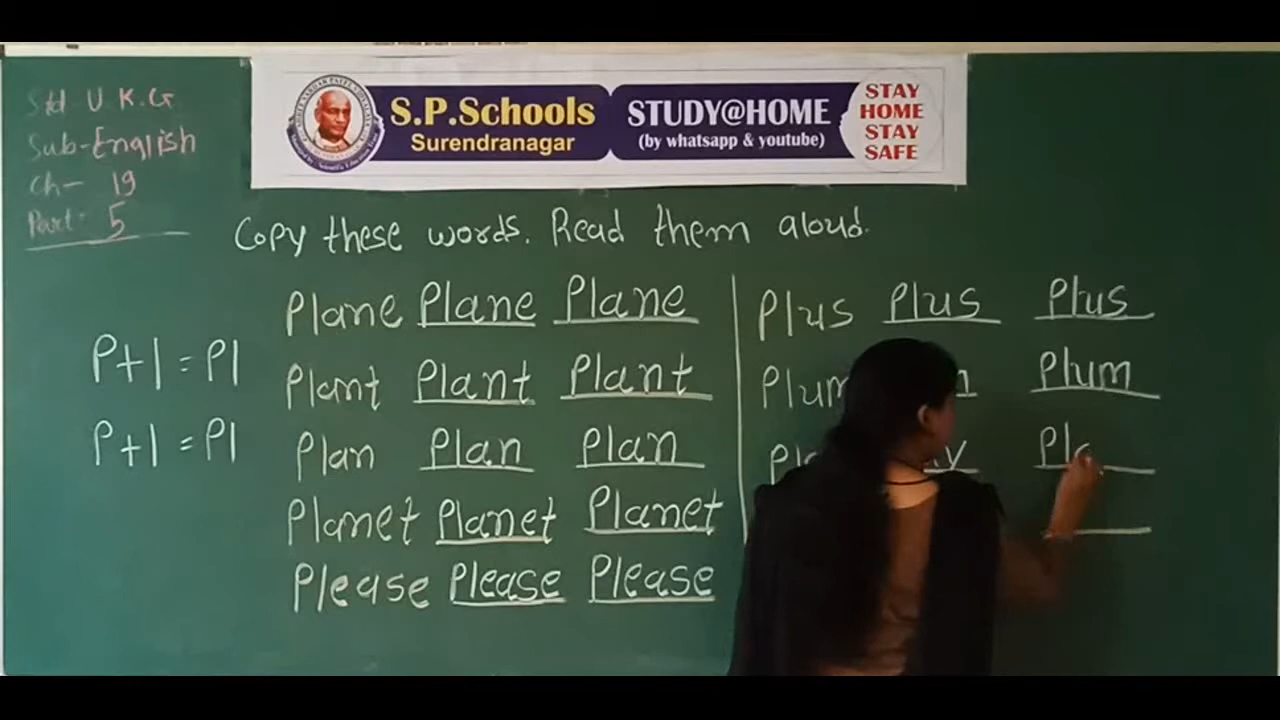 Std U.K.G.
Sub-English
Ch- 19
Part- 5
S.P.Schools
Surendranagar
STUDY@HOME
(by whatsapp & youtube)
STAY
HOME
STAY
SAFE
Copy these words. Read them aloud.
P+l=Pl
P+l=Pl
Plane Plane Plane
Plant Plant Plant
Plan Plan Plan
Planet Planet Planet
Please Please Please
Plus Plus Plus
Plum Plum
Pla